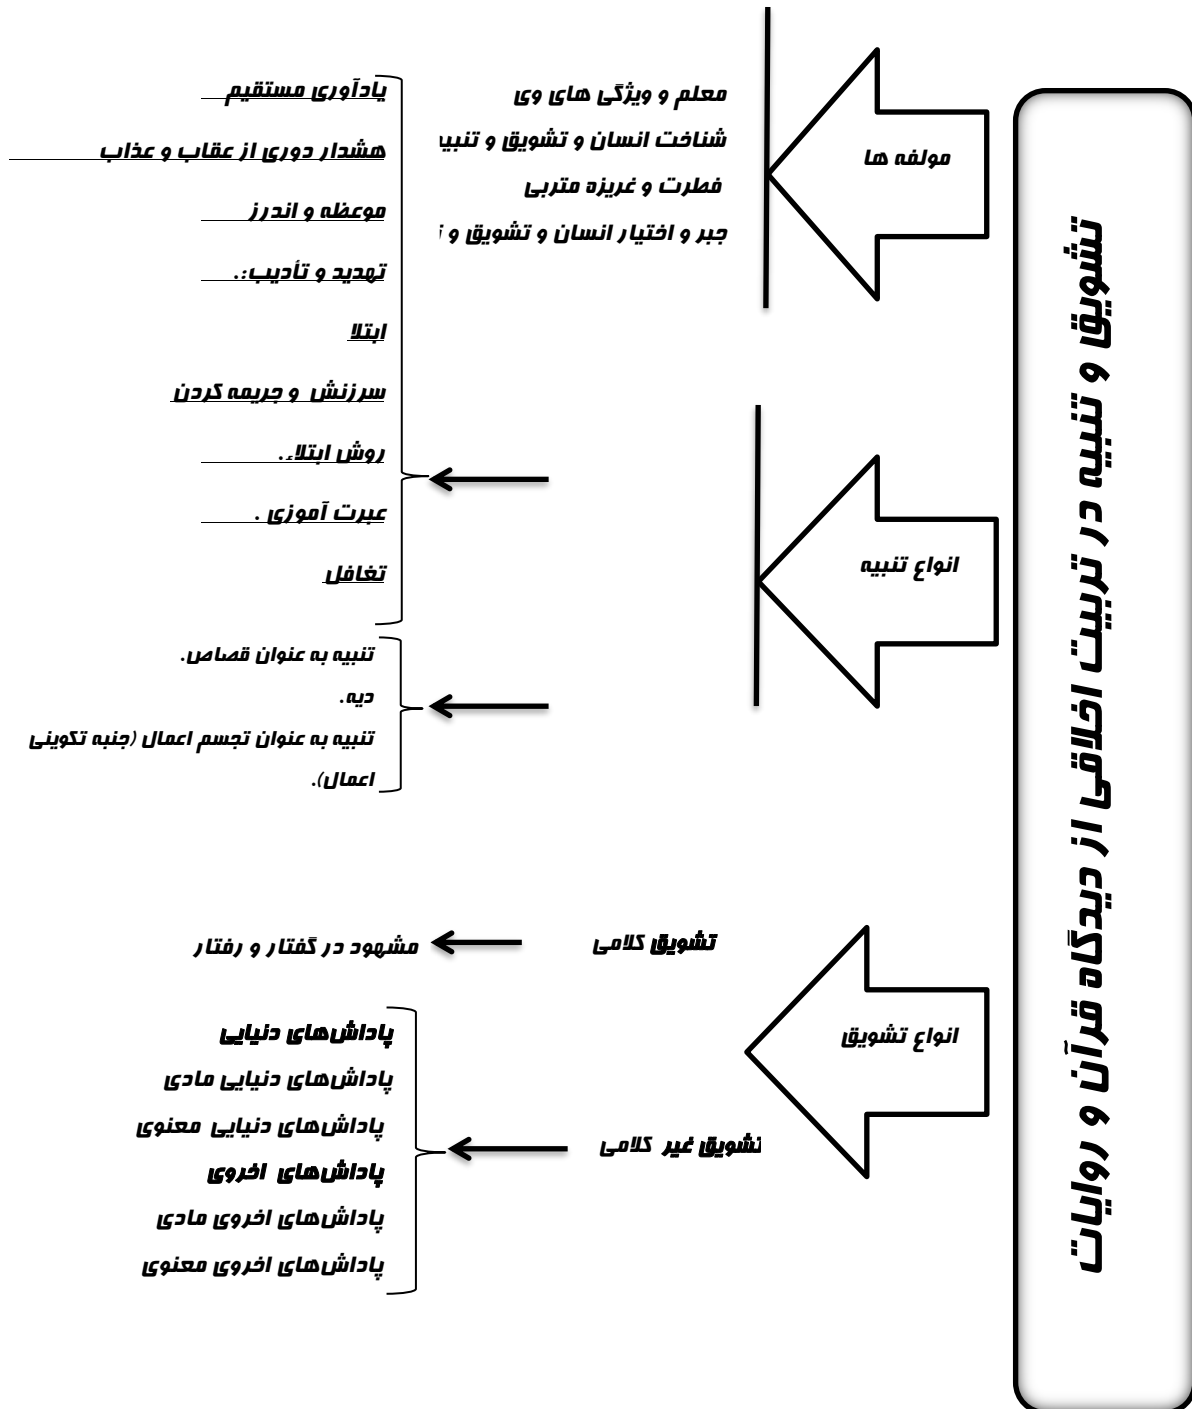 تشویق و تنبیه در تربیت اخلاقی از دیدگاه قرآن و روایات
مولفه ها
معلم و ویژگی های وی
شناخت انسان و تشویق و تنبیه
فطرت و غریزه متربی
جبر و اختیار انسان و تشویق و
انواع تنبیه
یادآوری مستقیم
هشدار دوری از عقاب و عذاب
موعظه و اندرز
تهدید و تأدیب:.
ابتلا
سرزنش و جریمه کردن
روش ابتلاء.
عبرت آموزی .
تغافل
تنبیه به عنوان قصاص.
دیه.
تنبیه به عنوان تجسم اعمال (جنبه تکوینی
اعمال).
انواع تشویق
تشویق کلامی
مشهود در گفتار و رفتار
تشویق غیر کلامی
پاداش‌های دنیایی
پاداش‌های دنیایی مادی
پاداش‌های دنیایی معنوی
پاداش‌های اخروی
پاداش‌های اخروی مادی
پاداش‌های اخروی معنوی